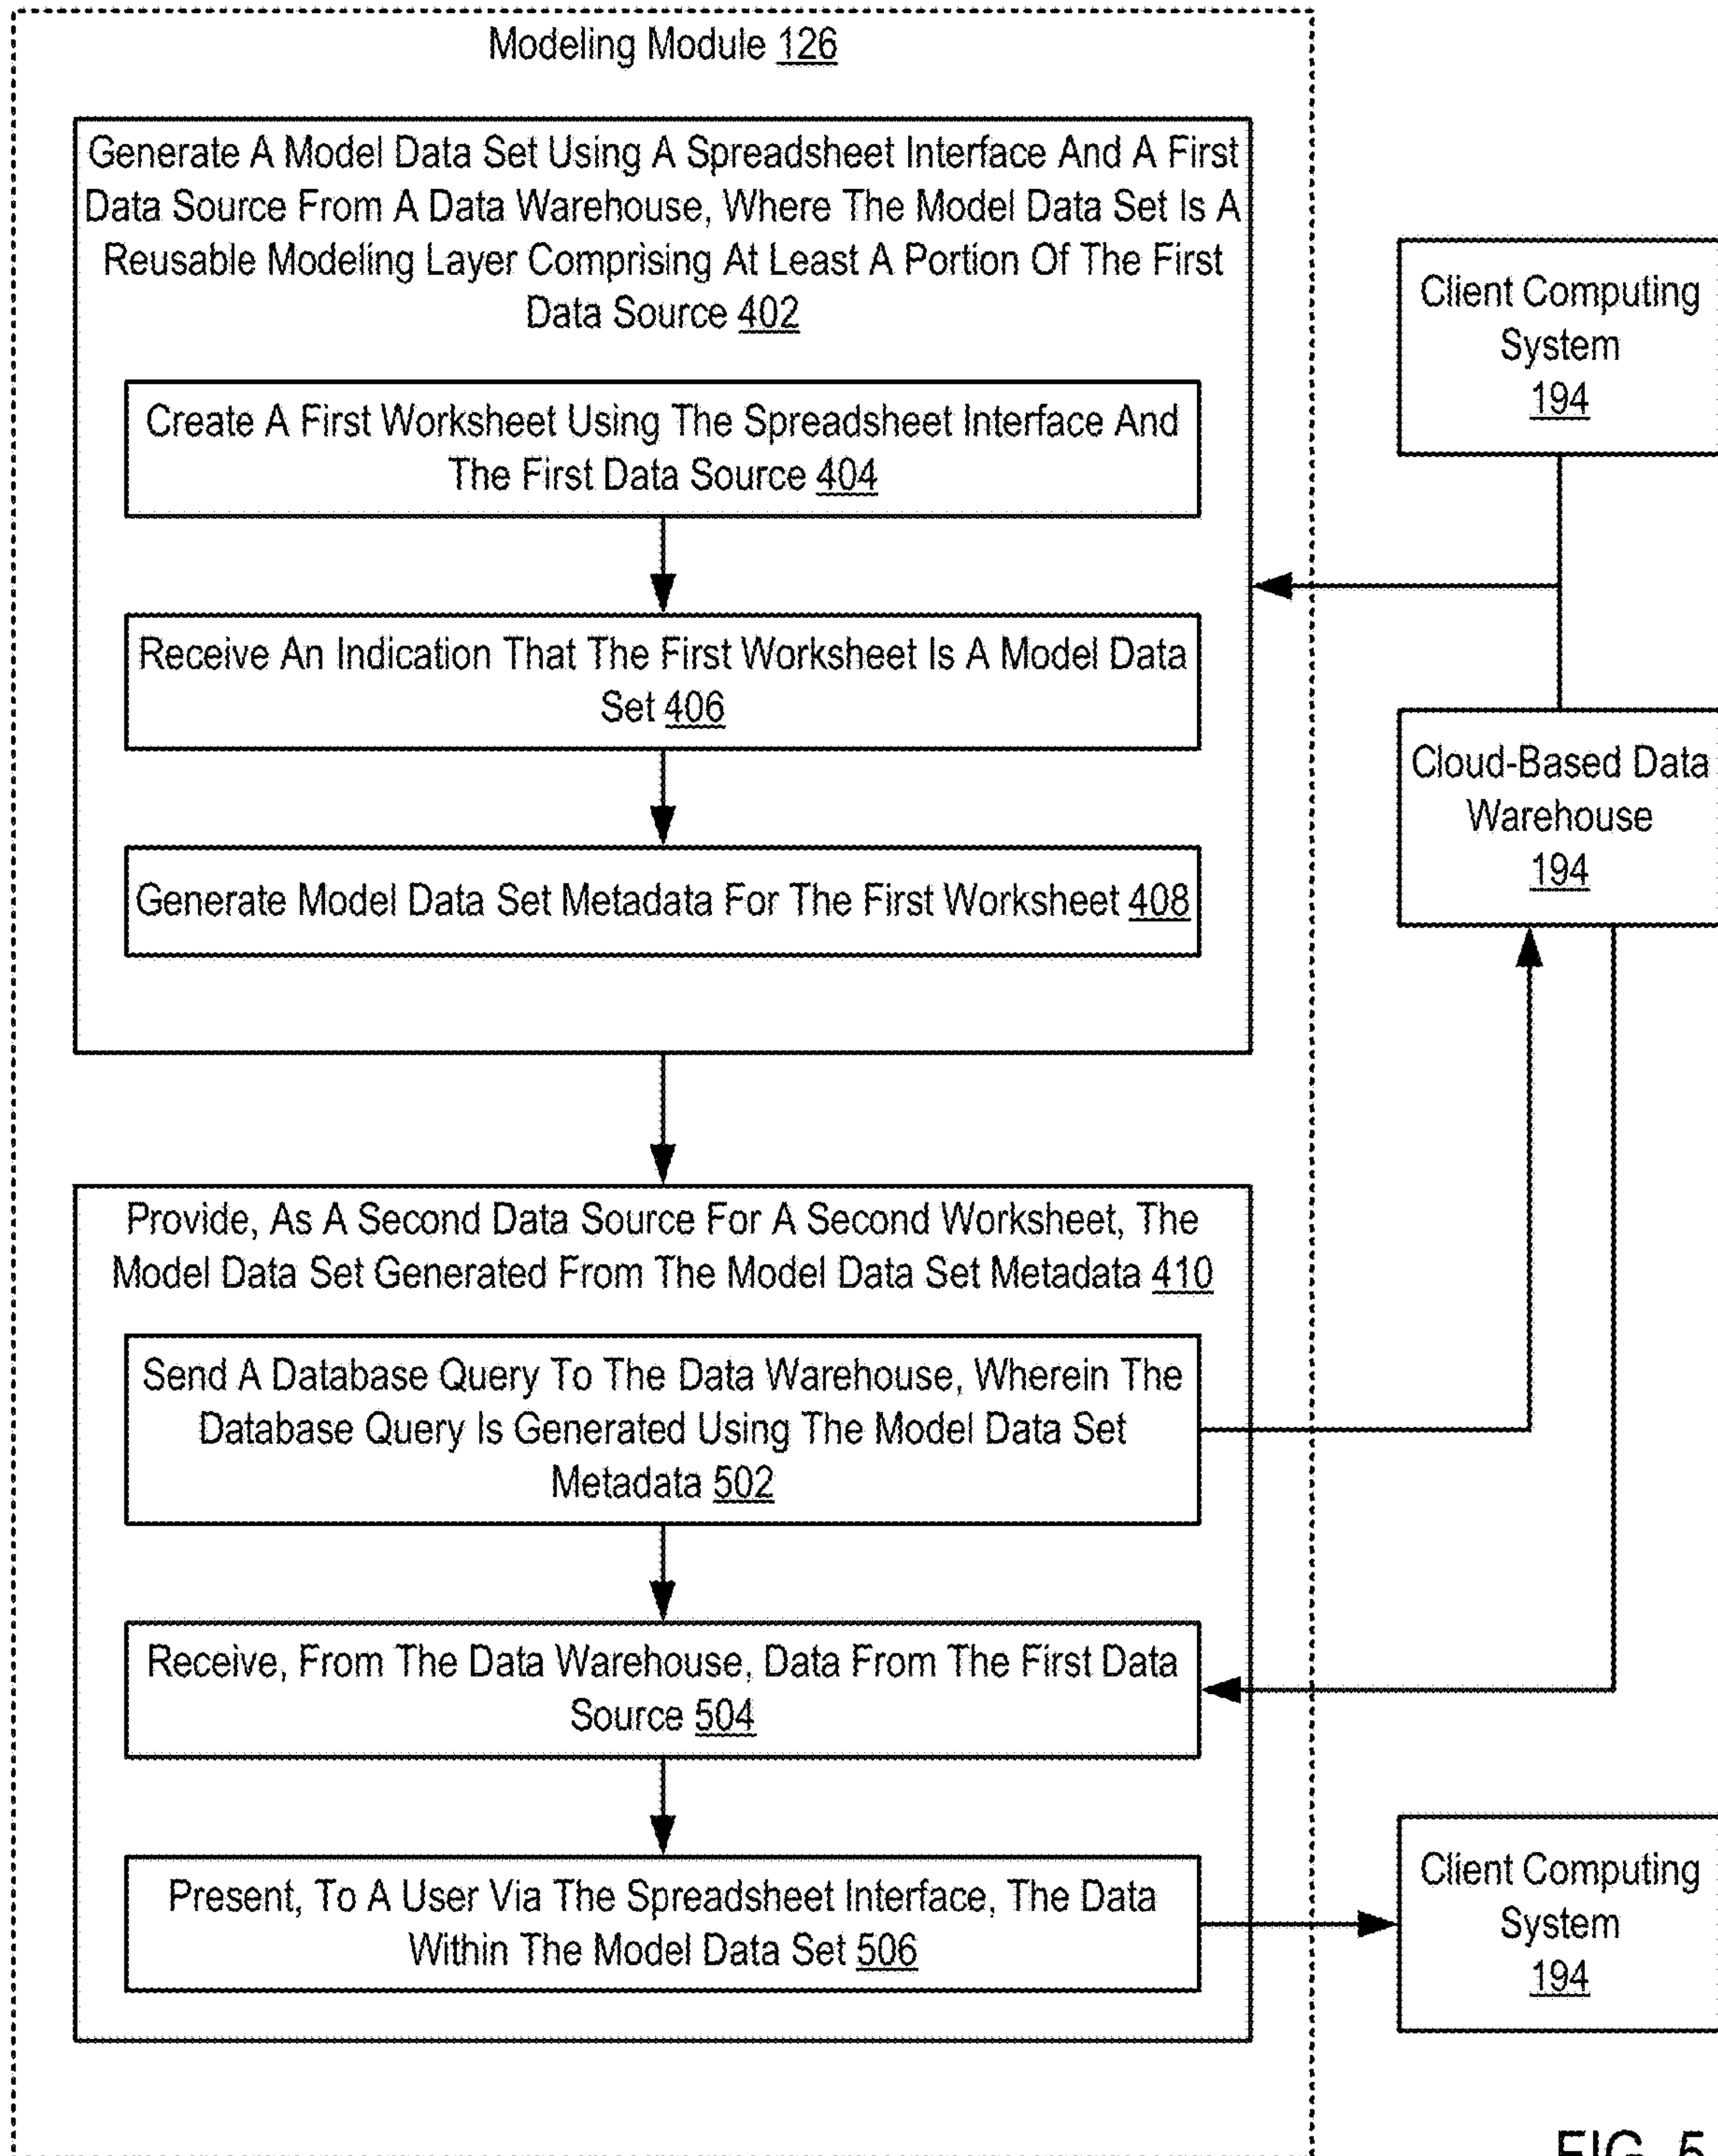 Modeling Module 126
Generate A Model Data Set Using A Spreadsheet Interface And A First
Data Source From A Data Warehouse, Where The Model Data Set Is A
Reusable Modeling Layer Comprising At Least A Portion Of The First
Data Source 402
Create A First Worksheet Using The Spreadsheet Interface And
The First Data Source 404
Receive An Indication That The First Worksheet Is A Model Data
Set 406
Generate Model Data Set Metadata For The First Worksheet 408
Client Computing
System
194
Cloud-Based Data
Warehouse
194
Provide, As A Second Data Source For A Second Worksheet, The
Model Data Set Generated From The Model Data Set Metadata 410
Send A Database Query To The Data Warehouse, Wherein The
Database Query Is Generated Using The Model Data Set
Metadata 502
Receive, From The Data Warehouse, Data From The First Data
Source 504
Present, To A User Via The Spreadsheet Interface, The Data
Within The Model Data Set 506
Client Computing
System
194
FIG. 5